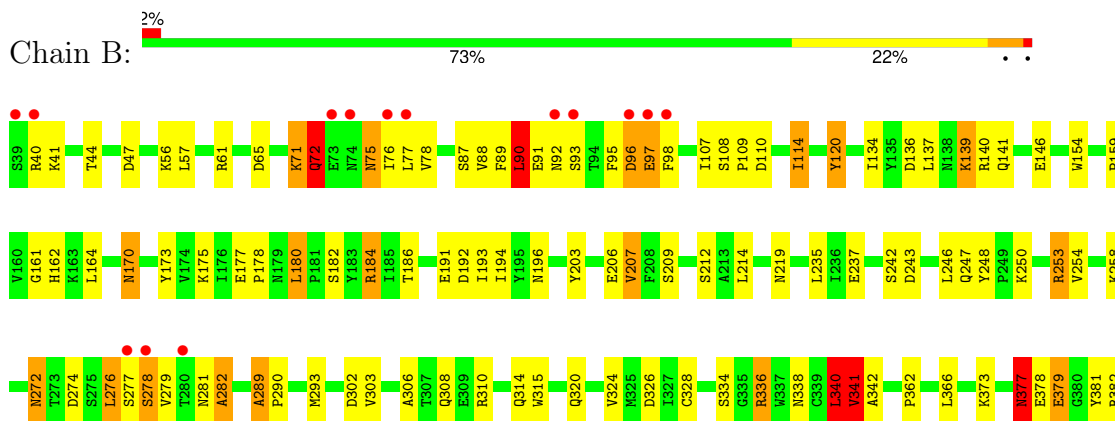 2%
Chain B:
73% 22% • •
S39 R40 K41 T44 D47 K56 L57 R61 D65 K71 Q72 E73 N74 N75 I76 L77 V78 S87 V88 F89 L90 E91 N92 S93 T94 F95 D96 E97 F98 I107 S108 P109 D110 I114 Y120 I134 Y135 D136 L137 N138 K139 R140 Q141 E146 W154
V160 G161 H162 K163 L164 N170 Y173 V174 K175 I176 E177 P178 N179 L180 P181 S182 Y183 R184 I185 T186 E191 D192 I193 I194 Y195 N196 Y203 E206 V207 F208 S209 S212 A213 L214 N219 L235 I236 E237 S242 D243 L246 Q247 Y248 P249 K250 R253 V254 K258
N272 T273 D274 S275 L276 S277 S278 V279 T280 N281 A282 A289 P290 M293 D302 V303 A306 T307 Q308 E309 R310 Q314 W315 Q320 V324 M325 D326 I327 C328 S334 G335 R336 W337 N338 C339 L340 V341 A342 P362 L366 K373 N377 E378 E379 G380 Y381